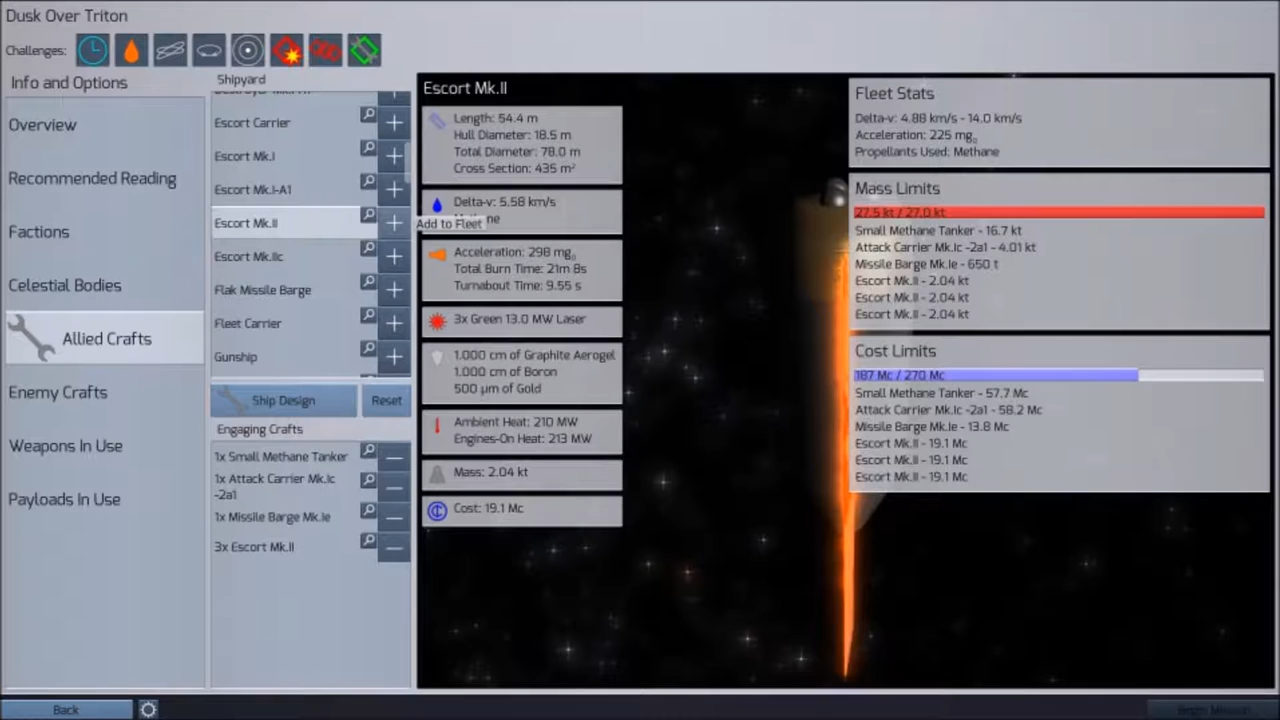 Dusk Over Triton
Challenges:
Info and Options
Overview
Recommended Reading
Factions
Celestial Bodies
Allied Crafts
Enemy Crafts
Weapons In Use
Payloads In Use
Shipyard
Escort Carrier
Escort Mk.I
Escort Mk.I-A1
Escort Mk.II
Escort Mk.IIc
Flak Missile Barge
Fleet Carrier
Gunship
Ship Design
Reset
Engaging Crafts
1x Small Methane Tanker
1x Attack Carrier Mk.Ic
-2a1
1x Missile Barge Mk.Ie
3x Escort Mk.II
Escort Mk.II
Length: 54.4 m
Hull Diameter: 18.5 m
Total Diameter: 78.0 m
Cross Section: 435 m²
Delta-v: 5.58 km/s
Add to Fleet
Acceleration: 298 mg₀
Total Burn Time: 21m 8s
Turnabout Time: 9.55 s
3x Green 13.0 MW Laser
1.000 cm of Graphite Aerogel
1.000 cm of Boron
500 μm of Gold
Ambient Heat: 210 MW
Engines-On Heat: 213 MW
Mass: 2.04 kt
Cost: 19.1 Mc
Fleet Stats
Delta-v: 4.88 km/s - 14.0 km/s
Acceleration: 225 mg₀
Propellants Used: Methane
Mass Limits
27.5 kt / 27.0 kt
Small Methane Tanker - 16.7 kt
Attack Carrier Mk.Ic -2a1 - 4.01 kt
Missile Barge Mk.Ie - 650 t
Escort Mk.II - 2.04 kt
Escort Mk.II - 2.04 kt
Escort Mk.II - 2.04 kt
Cost Limits
187 Mc / 270 Mc
Small Methane Tanker - 57.7 Mc
Attack Carrier Mk.Ic -2a1 - 58.2 Mc
Missile Barge Mk.Ie - 13.8 Mc
Escort Mk.II - 19.1 Mc
Escort Mk.II - 19.1 Mc
Escort Mk.II - 19.1 Mc
Back